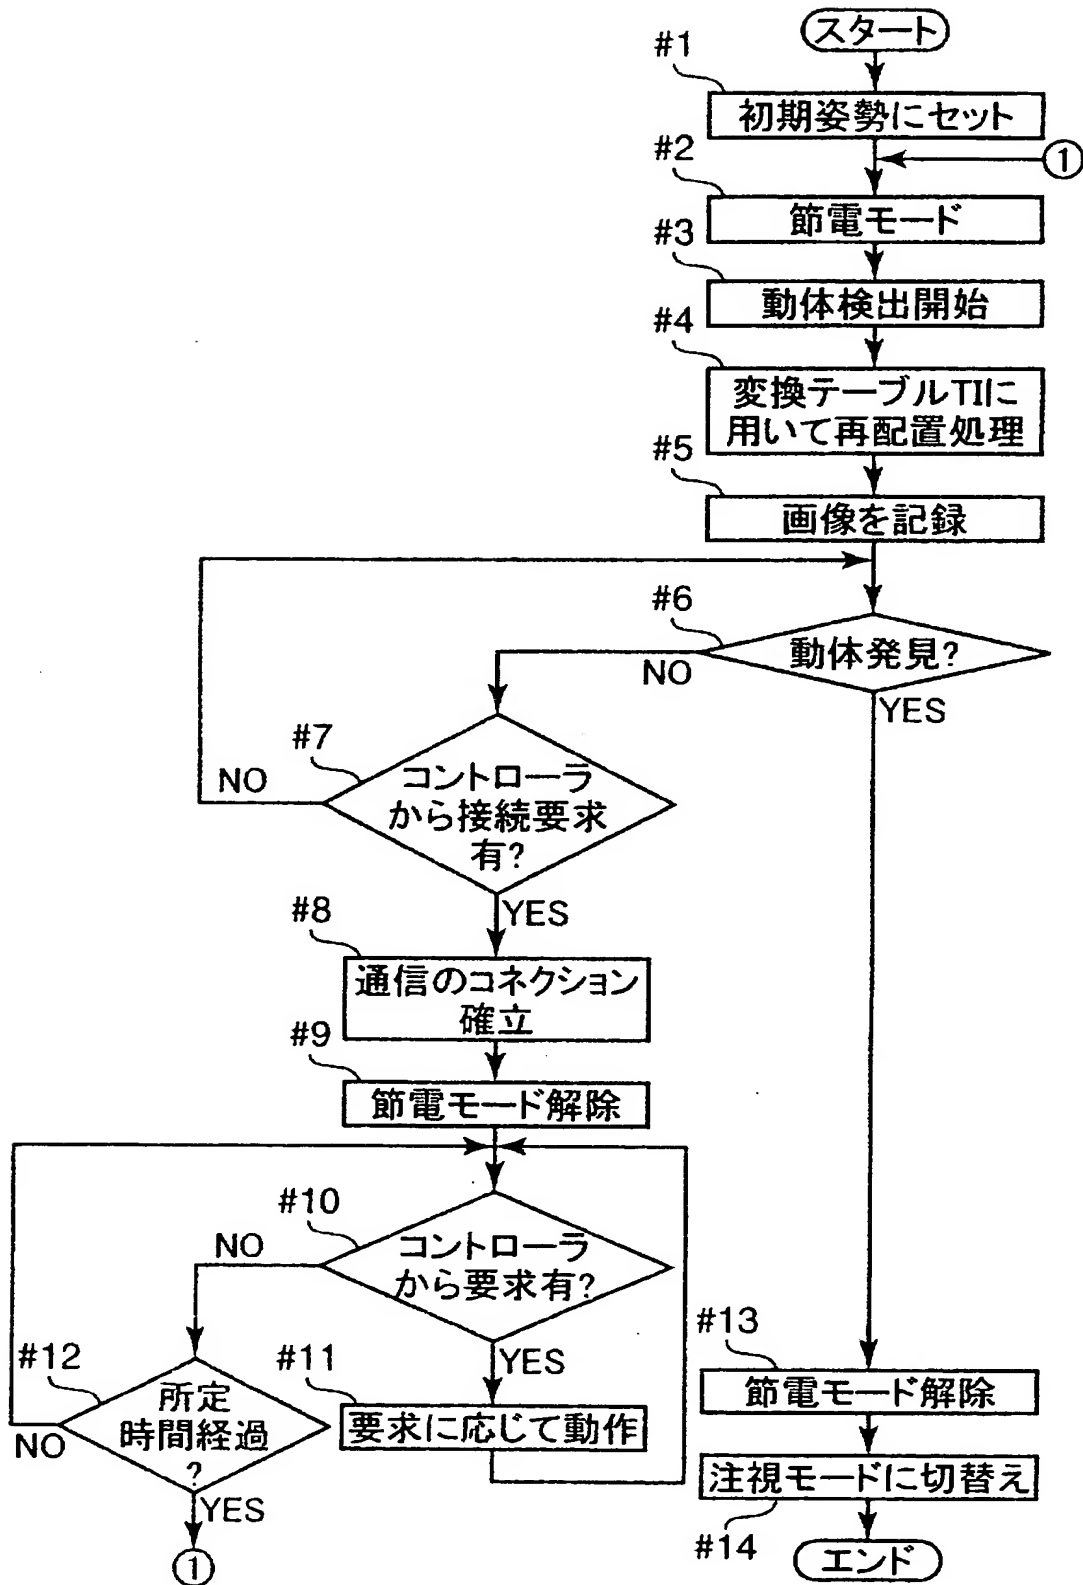 スタート
#1
初期姿勢にセット
①
#2
節電モード
#3
動体検出開始
#4
変換テーブルTIに
用いて再配置処理
#5
画像を記録
#6
動体発見?
NO
YES
#7
コントローラ
から接続要求
有?
NO
YES
#8
通信のコネクション
確立
#9
節電モード解除
#10
コントローラ
から要求有?
NO
YES
#11
要求に応じて動作
#12
所定
時間経過
?
NO
YES
①
#13
節電モード解除
注視モードに切替え
#14
エンド